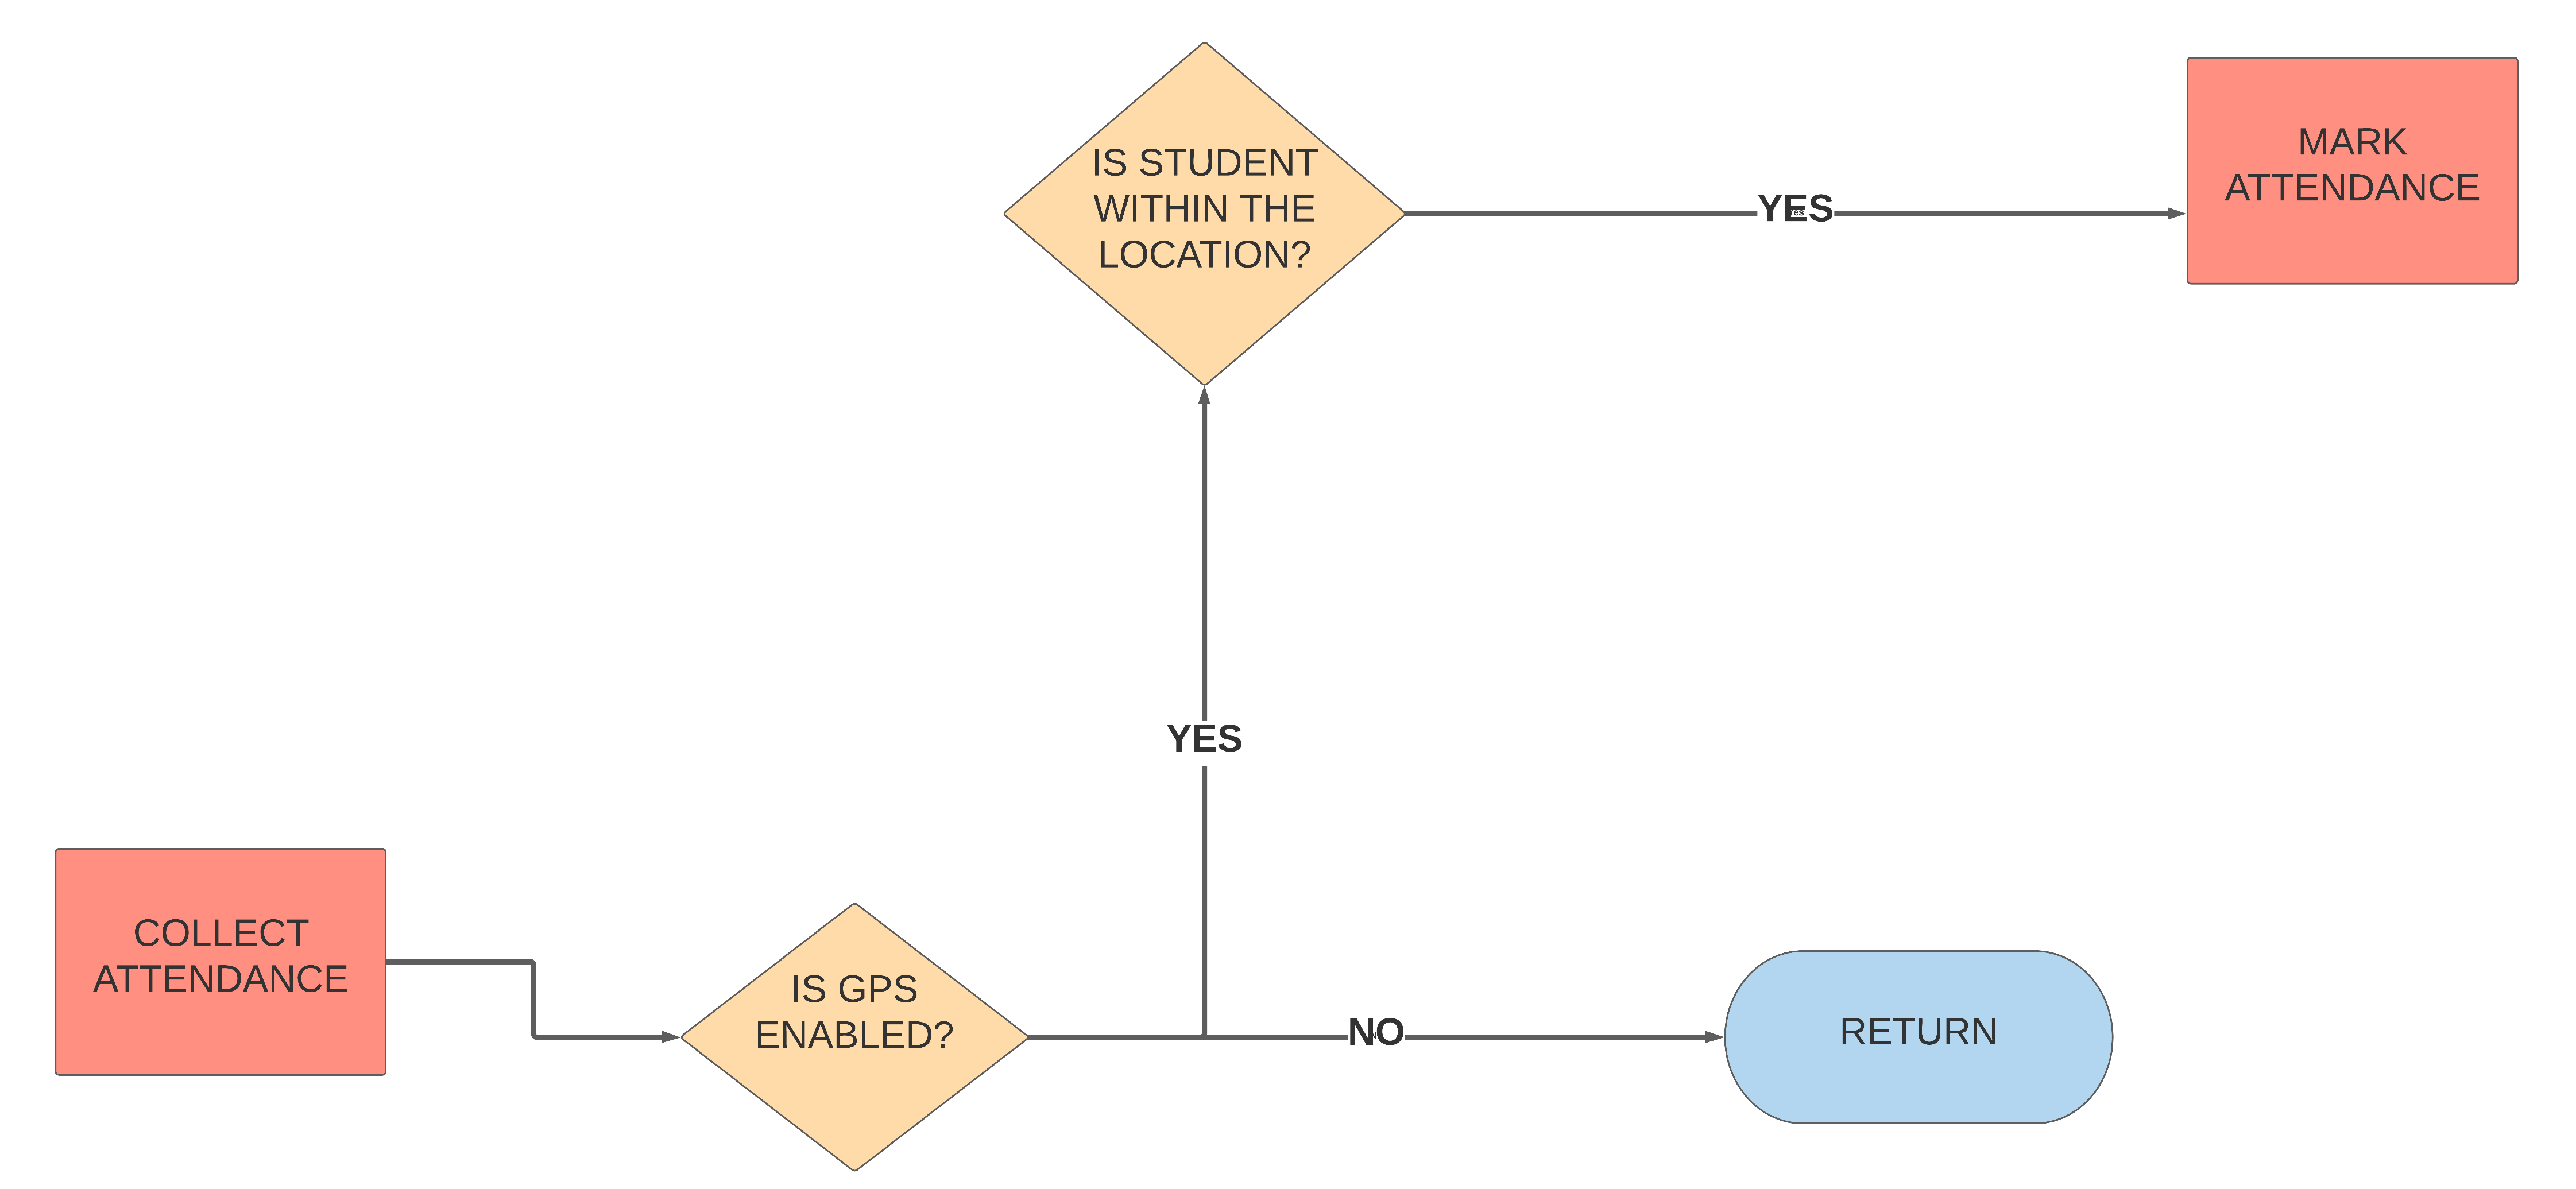 IS STUDENT
WITHIN THE
LOCATION?
YES
MARK
ATTENDANCE
YES
COLLECT
ATTENDANCE
IS GPS
ENABLED?
NO
RETURN